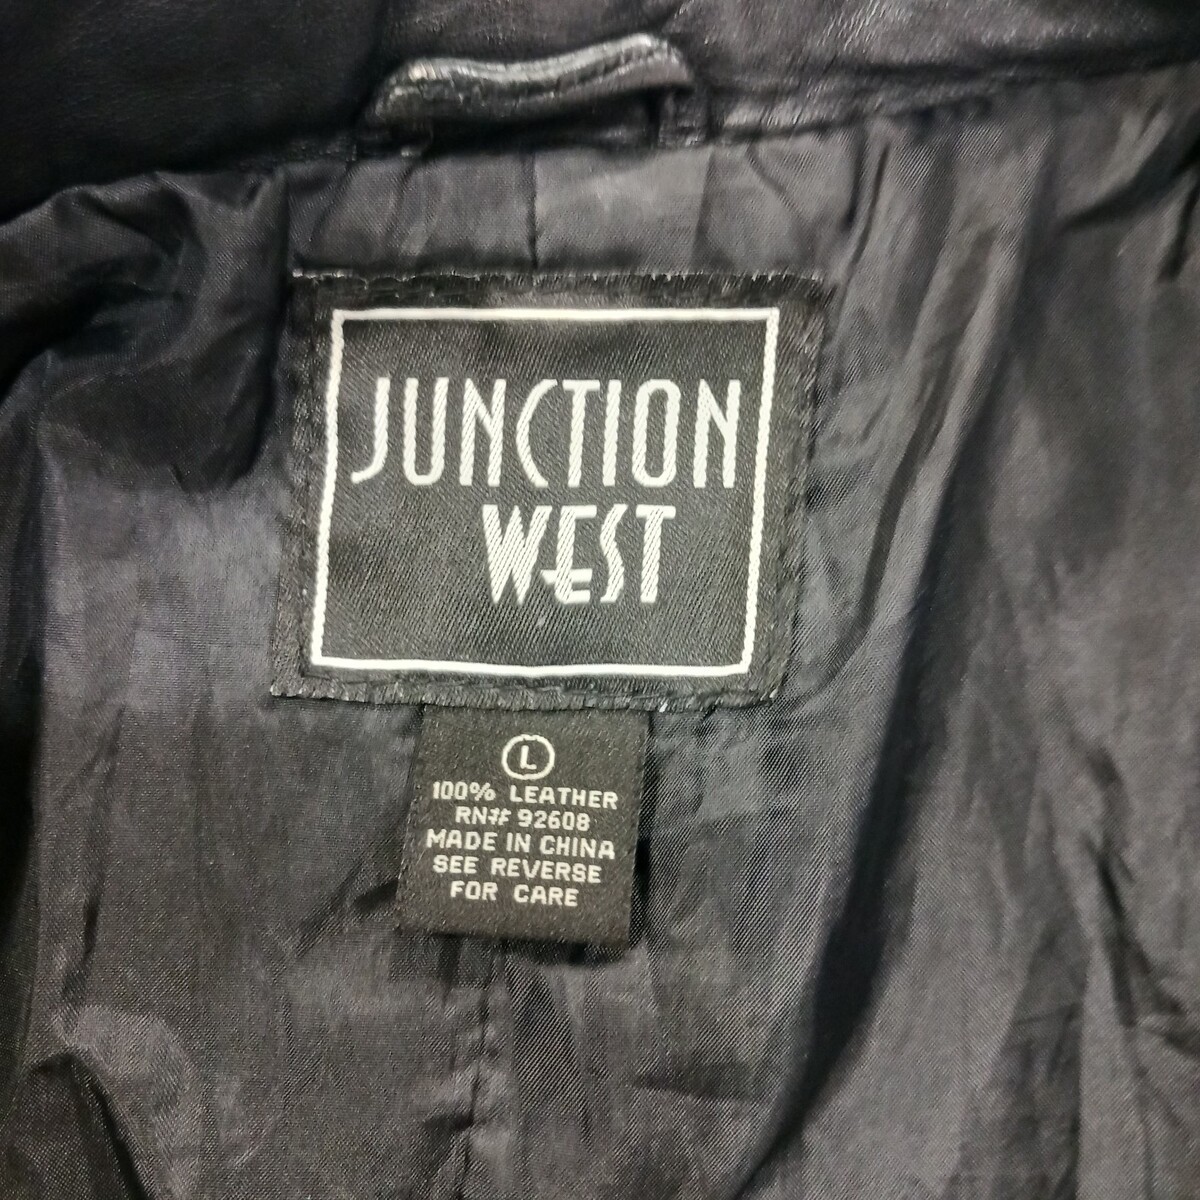 JUNCTION
WEST
L
100% LEATHER
RN# 92608
MADE IN CHINA
SEE REVERSE
FOR CARE